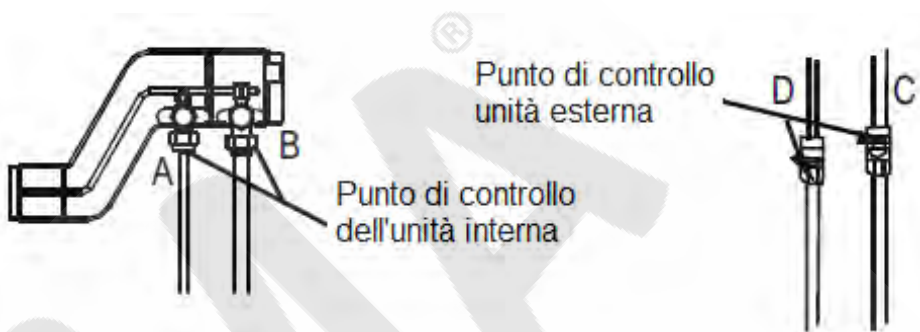 ®
Punto di controllo
unità esterna
D
C
A
B
Punto di controllo
dell'unità interna